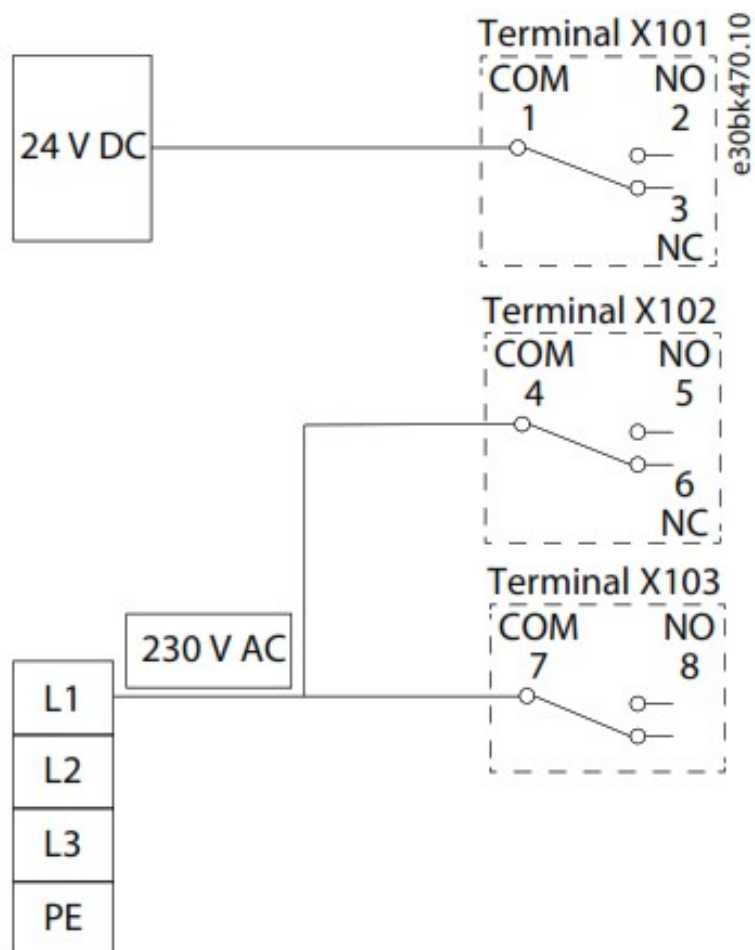 Terminal X101
COM NO
1 2
24 V DC
3
NC
e30bk470.10
Terminal X102
COM NO
4 5
6
NC
Terminal X103
COM NO
7 8
230 V AC
L1
L2
L3
PE